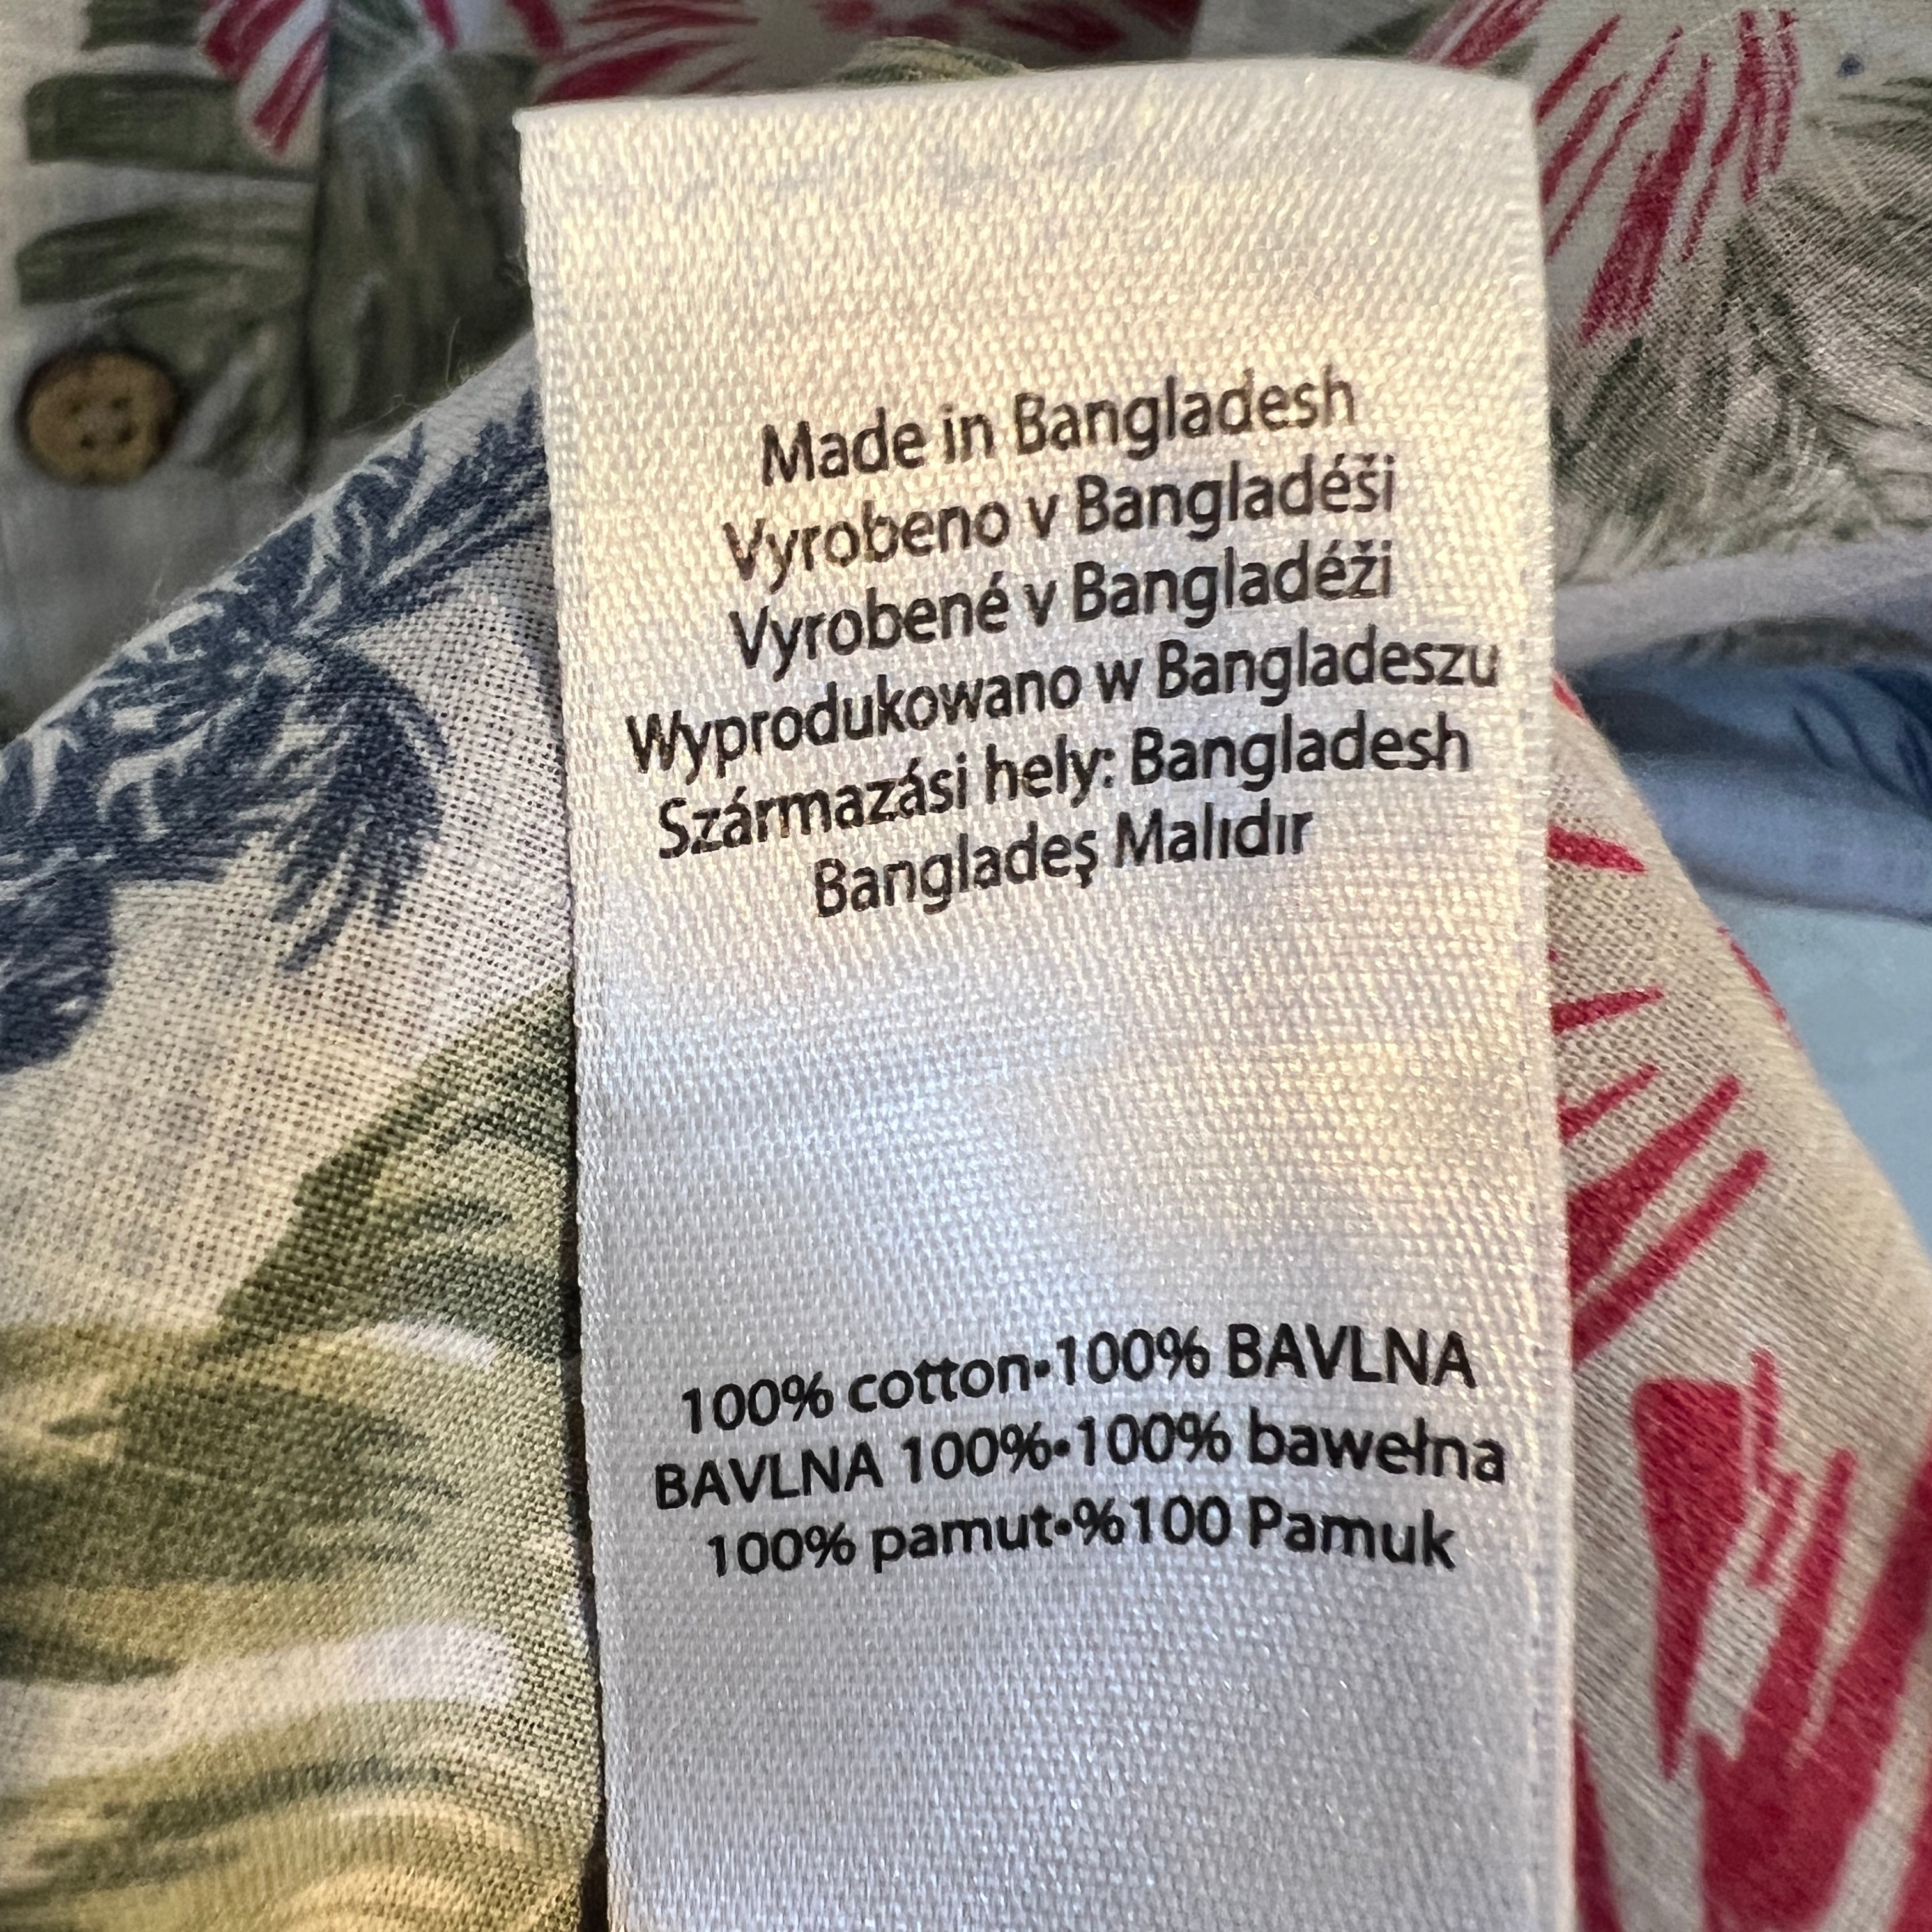 Made in Bangladesh
Vyrobeno v Bangladéši
Vyrobené v Bangladéži
Wyprodukowano w Bangladeszu
Származási hely: Bangladesh
Bangladeş Malıdır
100% cotton•100% BAVLNA
BAVLNA 100%•100% bawełna
100% pamut•%100 Pamuk